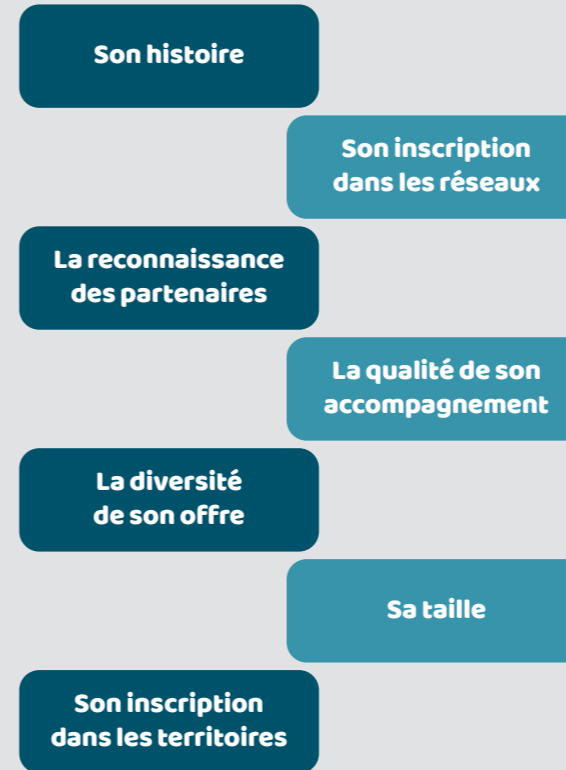 Son histoire
Son inscription
dans les réseaux
La reconnaissance
des partenaires
La qualité de son
accompagnement
La diversité
de son offre
Sa taille
Son inscription
dans les territoires